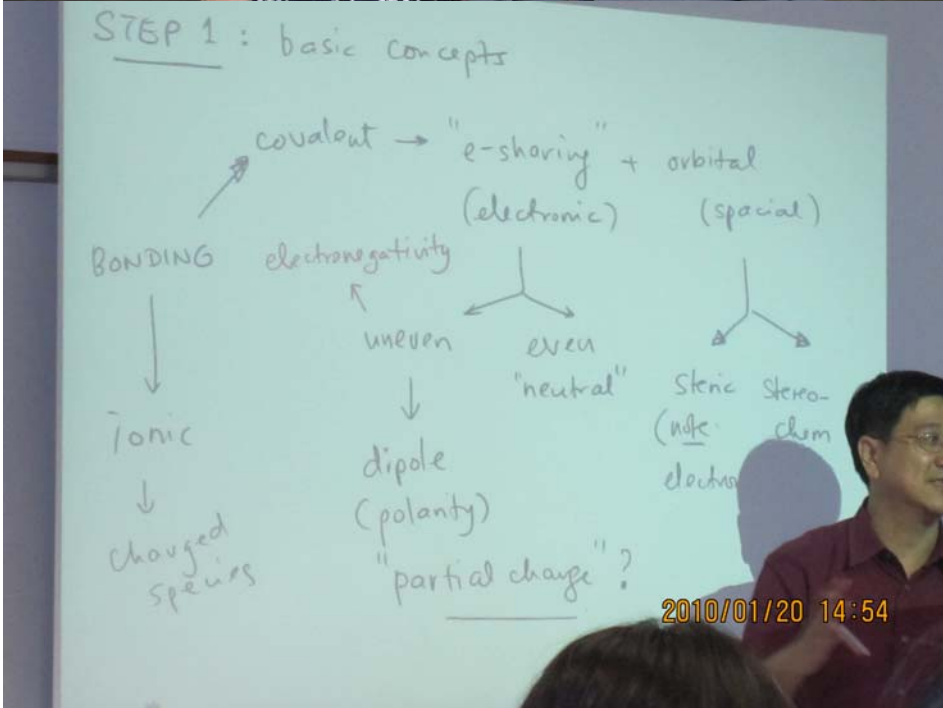 STEP 1 : basic concepts
covalent → "e-sharing" + orbital
(electronic) (spacial)
BONDING electronegativity
uneven even
"neutral"
ionic
dipole
(polarity)
"partial charge" ?
charged
species
Steric Stereo-
(note chem
2010/01/20 14:54